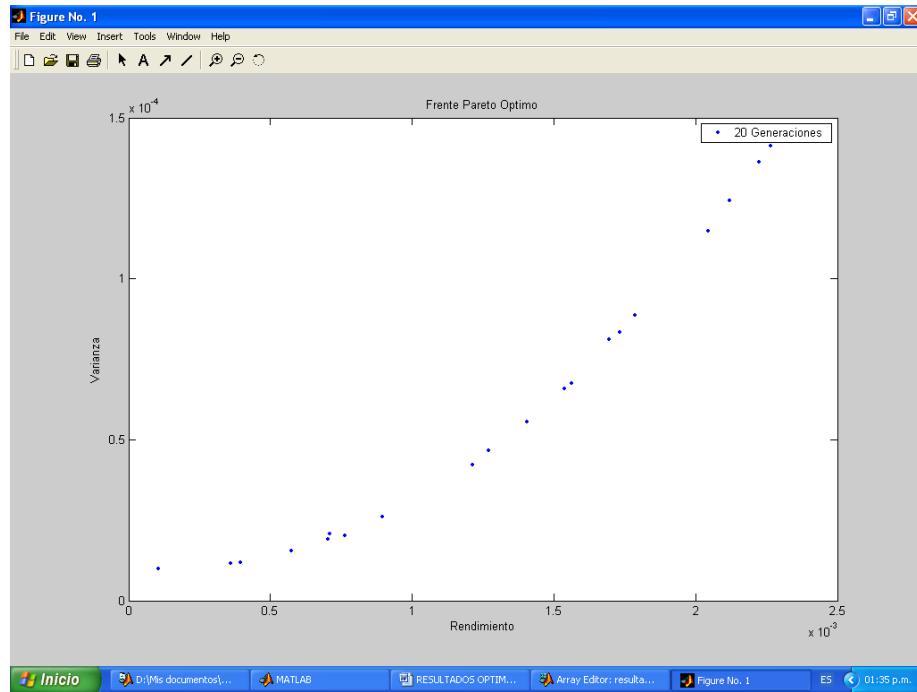 Figure No. 1
File Edit View Insert Tools Window Help
A
Frente Pareto Optimo
x 10^-4
20 Generaciones
1.5
1
0.5
0
Varianza
0 0.5 1 1.5 2 2.5
Rendimiento
x 10^-3
Inicio
D:\Mis documentos\...
MATLAB
RESULTADOS OPTIM...
Array Editor: resulta...
Figure No. 1
ES
01:35 p.m.